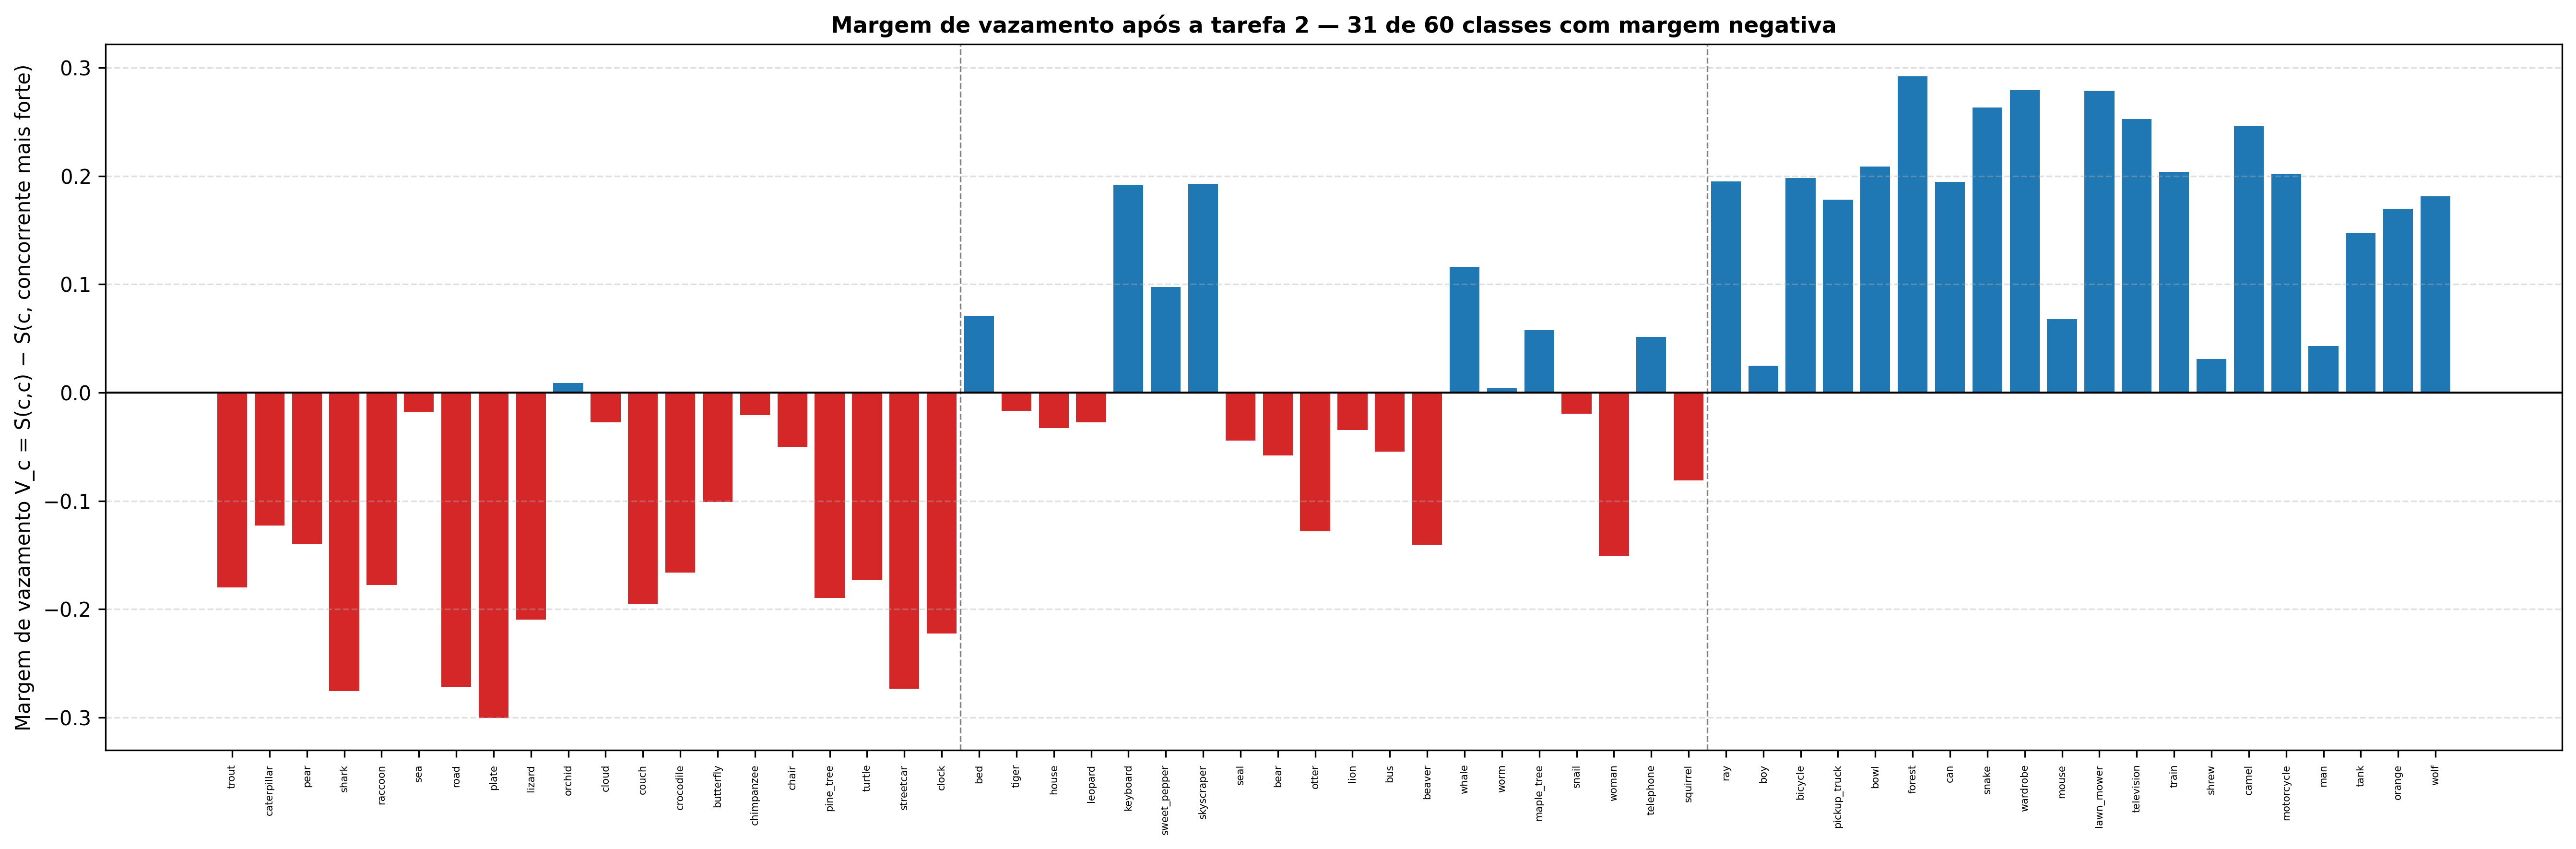 Margem de vazamento após a tarefa 2 — 31 de 60 classes com margem negativa
Margem de vazamento V_c = S(c,c) − S(c, concorrente mais forte)
0.3
0.2
0.1
0.0
−0.1
−0.2
−0.3
trout
caterpillar
pear
shark
raccoon
sea
road
plate
lizard
orchid
cloud
couch
crocodile
butterfly
chimpanzee
chair
pine_tree
turtle
streetcar
clock
bed
tiger
house
leopard
keyboard
sweet_pepper
skyscraper
seal
bear
otter
lion
bus
beaver
whale
worm
maple_tree
snail
woman
telephone
squirrel
ray
boy
bicycle
pickup_truck
bowl
forest
can
snake
wardrobe
mouse
lawn_mower
television
train
shrew
camel
motorcycle
man
tank
orange
wolf